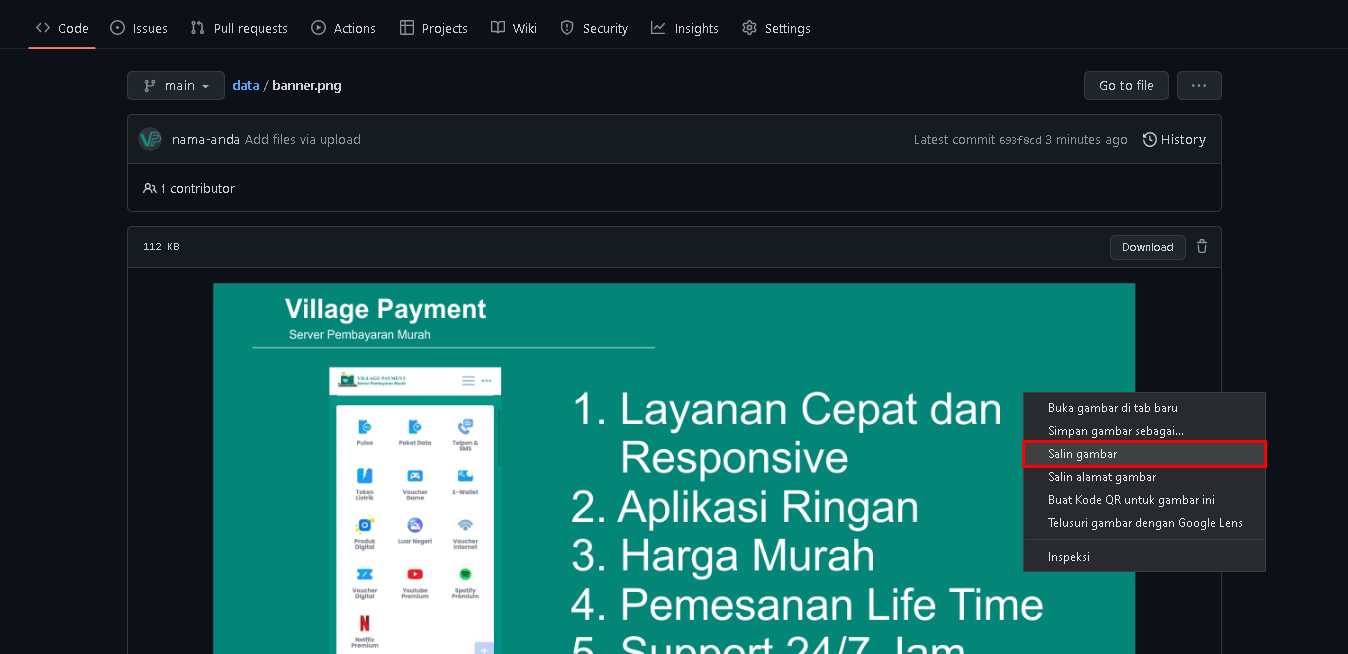 Code Issues Pull requests Actions Projects Wiki Security Insights Settings
main data / banner.png Go to file ...
VP nama-anda Add files via upload Latest commit 693f8cd 3 minutes ago History
1 contributor
112 KB Download
Village Payment
Server Pembayaran Murah
VILLAGE PAYMENT
Server Pembayaran Murah
Pulsa Paket Data Telpon & SMS
Token Listrik Voucher Game E-Wallet
Produk Digital Luar Negeri Voucher Internet
Voucher Digital Youtube Premium Spotify Premium
Netflix Premium
1. Layanan Cepat dan
Responsive
2. Aplikasi Ringan
3. Harga Murah
4. Pemesanan Life Time
5. Support 24/7 Jam
Buka gambar di tab baru
Simpan gambar sebagai...
Salin gambar
Salin alamat gambar
Buat Kode QR untuk gambar ini
Telusuri gambar dengan Google Lens
Inspeksi